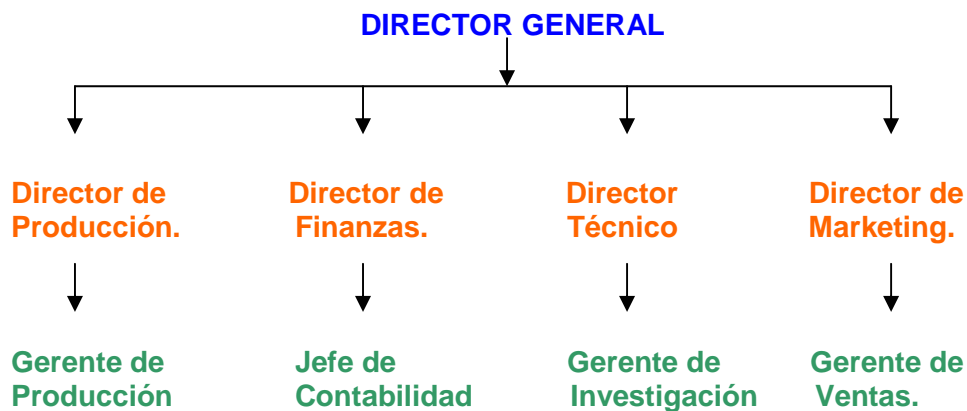 DIRECTOR GENERAL
Director de
Producción.
Director de
Finanzas.
Director
Técnico
Director de
Marketing.
Gerente de
Producción
Jefe de
Contabilidad
Gerente de
Investigación
Gerente de
Ventas.